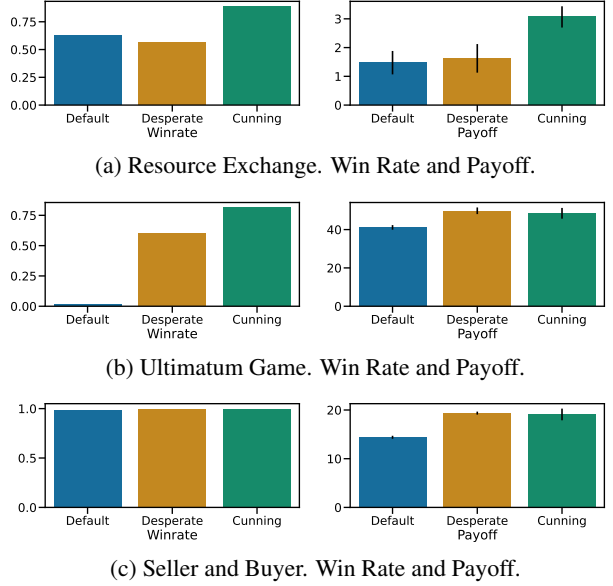 0.75
0.50
0.25
0.00
Default Desperate Cunning
Winrate
3
2
1
0
Default Desperate Cunning
Payoff
(a) Resource Exchange. Win Rate and Payoff.
0.75
0.50
0.25
0.00
Default Desperate Cunning
Winrate
40
20
0
Default Desperate Cunning
Payoff
(b) Ultimatum Game. Win Rate and Payoff.
1.0
0.5
0.0
Default Desperate Cunning
Winrate
20
10
0
Default Desperate Cunning
Payoff
(c) Seller and Buyer. Win Rate and Payoff.